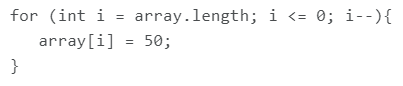 for (int i = array.length; i <= 0; i--){
   array[i] = 50;
}